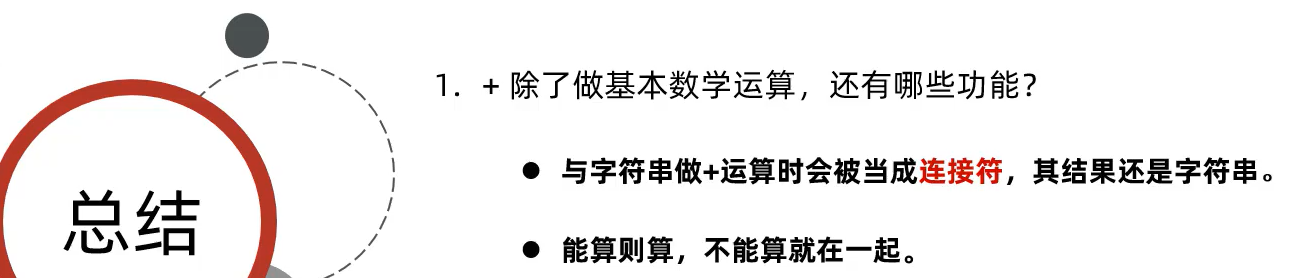 总结
1. + 除了做基本数学运算，还有哪些功能？
● 与字符串做+运算时会被当成连接符，其结果还是字符串。
● 能算则算，不能算就在一起。